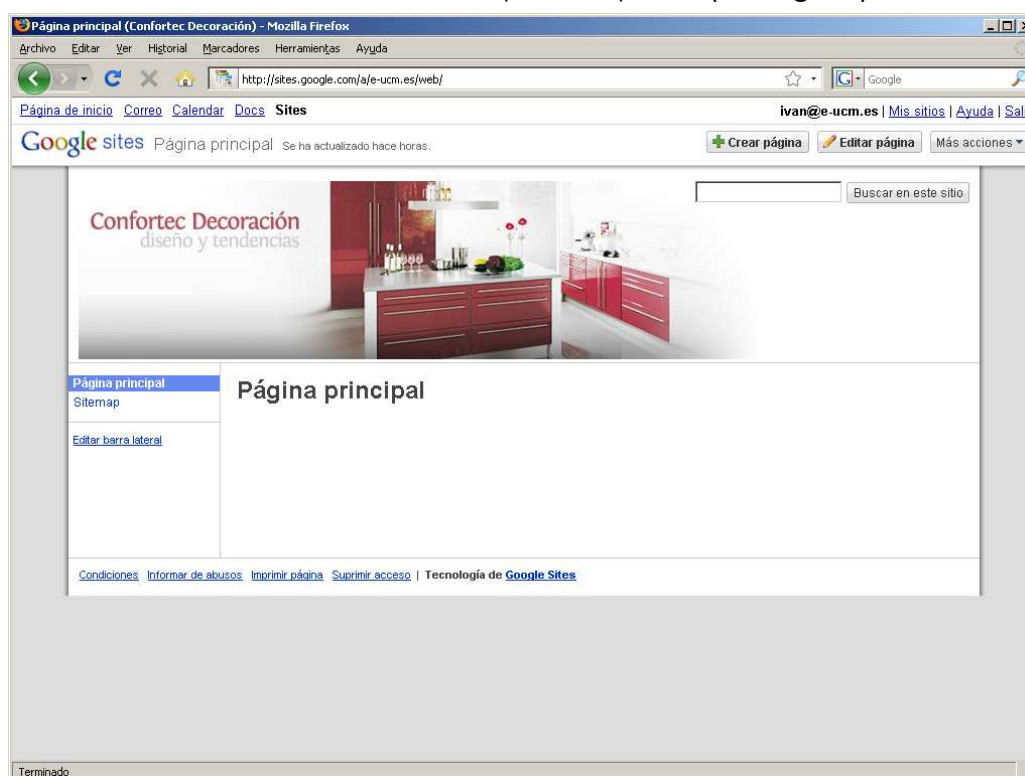 Página principal (Confortec Decoración) - Mozilla Firefox
Archivo Editar Ver Historial Marcadores Herramientas Ayuda
http://sites.google.com/a/e-ucm.es/web/ G Google
Página de inicio Correo Calendar Docs Sites ivan@e-ucm.es | Mis sitios | Ayuda | Sal
Google sites Página principal Se ha actualizado hace horas. Crear página Editar página Más acciones
Buscar en este sitio
Confortec Decoración
diseño y tendencias
Página principal
Sitemap
Editar barra lateral
Página principal
Condiciones Informar de abusos Imprimir página Suprimir acceso | Tecnología de Google Sites
Terminado